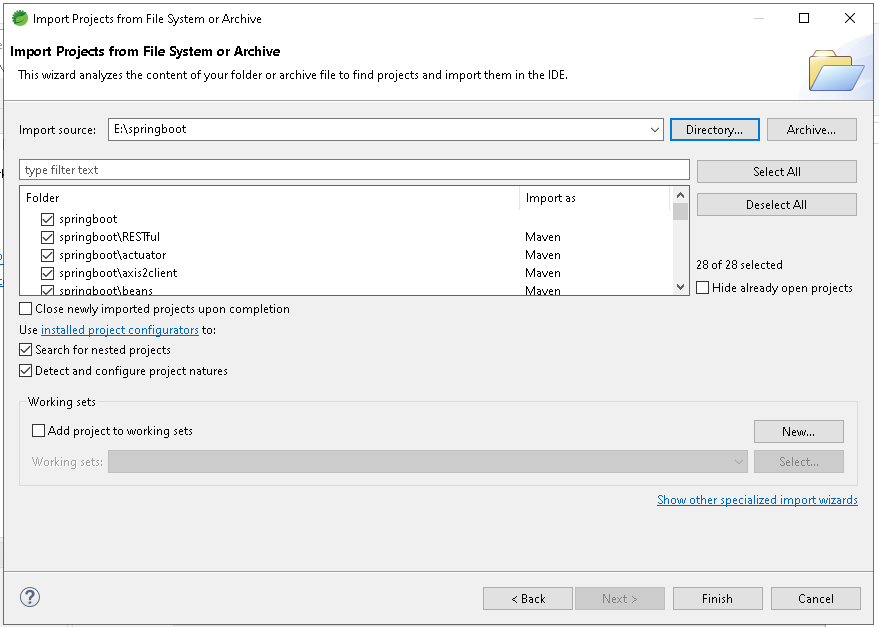 Import Projects from File System or Archive
Import Projects from File System or Archive
This wizard analyzes the content of your folder or archive file to find projects and import them in the IDE.
Import source: E:\springboot Directory... Archive...
type filter text Select All
Folder Import as Deselect All
springboot
springboot\RESTful Maven
springboot\actuator Maven
springboot\axis2client Maven
springboot\beans Maven
28 of 28 selected
Hide already open projects
Close newly imported projects upon completion
Use installed project configurators to:
Search for nested projects
Detect and configure project natures
Working sets
Add project to working sets New...
Working sets: Select...
Show other specialized import wizards
? < Back Next > Finish Cancel